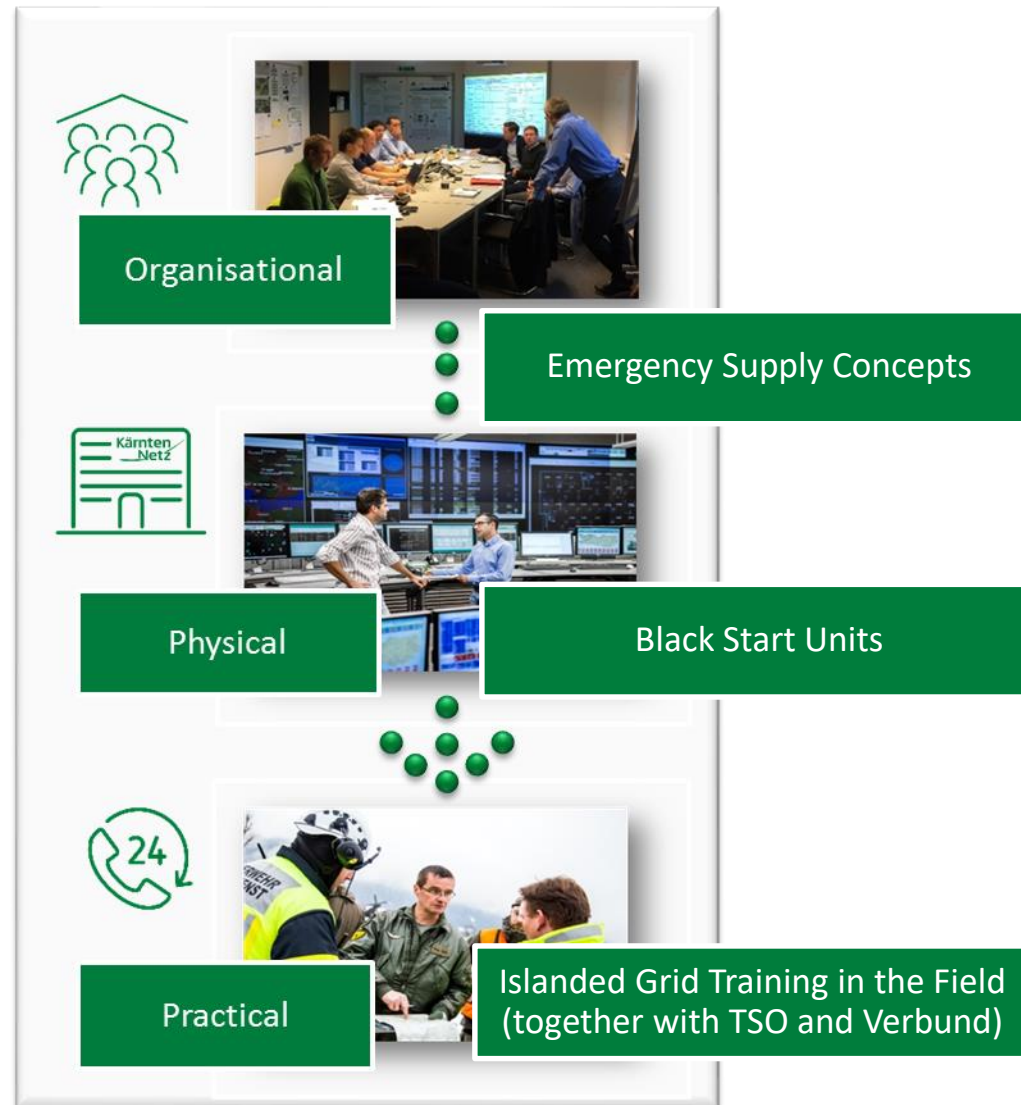 Organisational
Emergency Supply Concepts
Kärnten
Netz
Physical
Black Start Units
24
ENST
Practical
Islanded Grid Training in the Field
(together with TSO and Verbund)